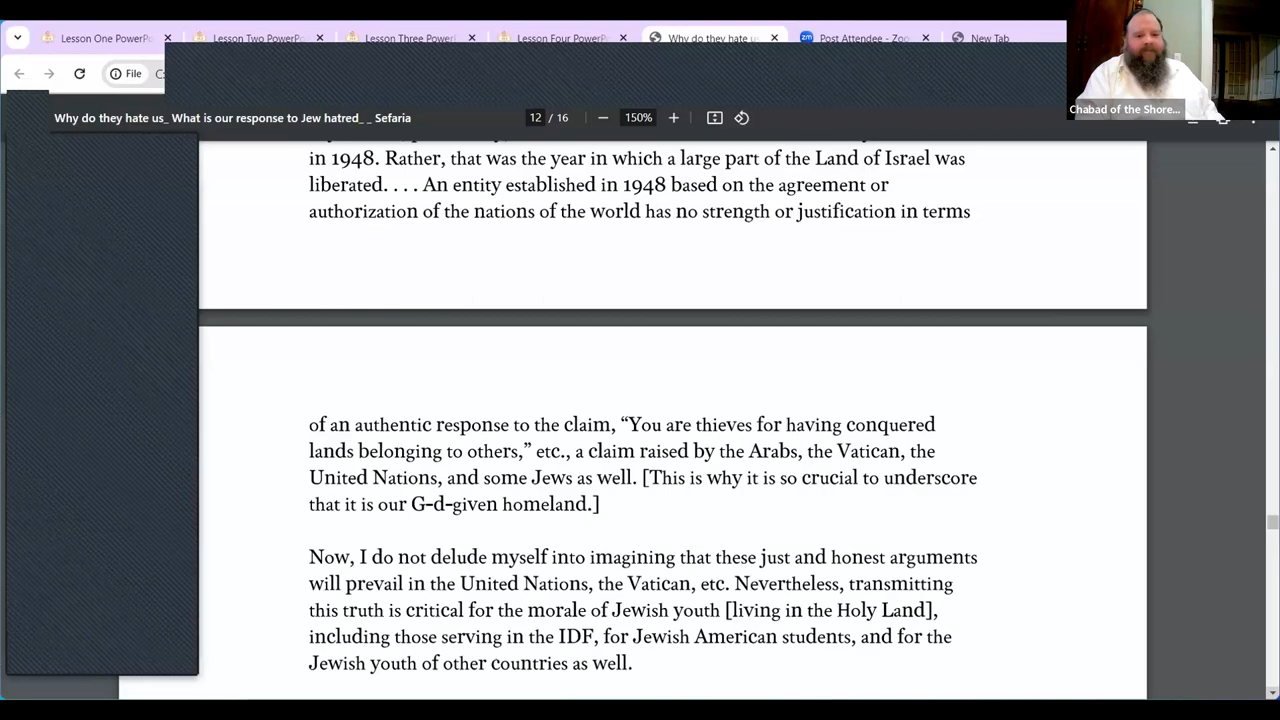 Lesson One PowerP
Lesson Two PowerPo
Lesson Three PowerP
Lesson Four PowerP
Why do they hate us
Post Attendee - Zoo
New Tab
File
Chabad of the Shore...
Why do they hate us_ What is our response to Jew hatred_ _ Sefaria
12 / 16
150%
in 1948. Rather, that was the year in which a large part of the Land of Israel was
liberated. . . . An entity established in 1948 based on the agreement or
authorization of the nations of the world has no strength or justification in terms
of an authentic response to the claim, “You are thieves for having conquered
lands belonging to others,” etc., a claim raised by the Arabs, the Vatican, the
United Nations, and some Jews as well. [This is why it is so crucial to underscore
that it is our G-d-given homeland.]
Now, I do not delude myself into imagining that these just and honest arguments
will prevail in the United Nations, the Vatican, etc. Nevertheless, transmitting
this truth is critical for the morale of Jewish youth [living in the Holy Land],
including those serving in the IDF, for Jewish American students, and for the
Jewish youth of other countries as well.